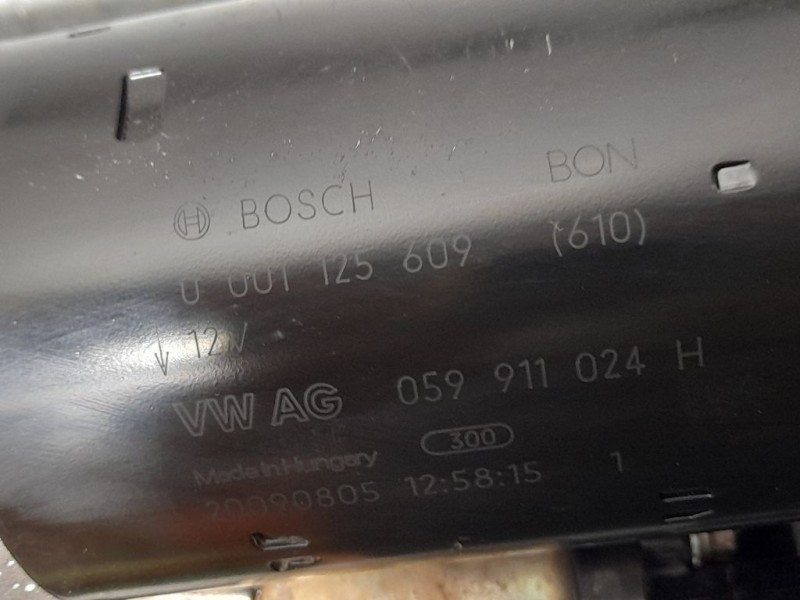 BOSCH BON
0 001 125 609 (610)
12V
VW AG 059 911 024 H
300
Made in Hungary
20090805 12:58:15 1